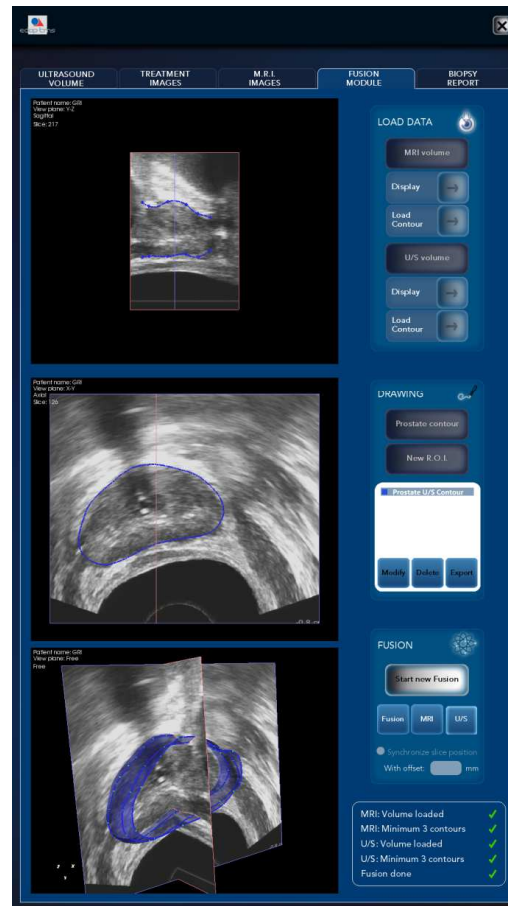 ULTRASOUND VOLUME
TREATMENT IMAGES
M.R.I. IMAGES
FUSION MODULE
BIOPSY REPORT
Patient name: GRI
View plane: Y-Z
Sagittal
Slice: 217
LOAD DATA
MRI volume
Display
Load
Contour
U/S volume
Display
Load
Contour
Patient name: GRI
View plane: X-Y
Axial
Slice: 126
DRAWING
Prostate contour
New R.O.I.
Prostate U/S Contour
Modify Delete Export
Patient name: GRI
View plane: Free
Free
z x
y
FUSION
Start new Fusion
Fusion MRI U/S
Synchronize slice position
With offset: mm
MRI: Volume loaded
MRI: Minimum 3 contours
U/S: Volume loaded
U/S: Minimum 3 contours
Fusion done